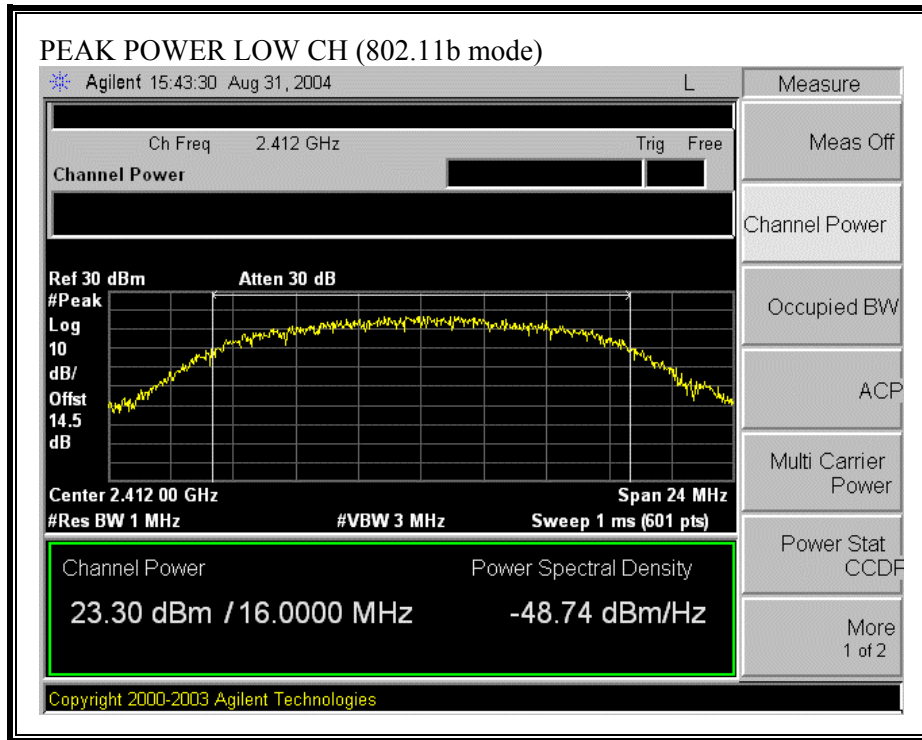 PEAK POWER LOW CH (802.11b mode)
Agilent 15:43:30 Aug 31, 2004 L
Measure
Ch Freq 2.412 GHz Trig Free
Meas Off
Channel Power
Channel Power
Ref 30 dBm Atten 30 dB
#Peak
Log
10
dB/
Offst
14.5
dB
Occupied BW
ACP
Center 2.412 00 GHz Span 24 MHz
#Res BW 1 MHz #VBW 3 MHz Sweep 1 ms (601 pts)
Multi Carrier
Power
Channel Power Power Spectral Density
23.30 dBm / 16.0000 MHz -48.74 dBm/Hz
Power Stat
CCDF
More
1 of 2
Copyright 2000-2003 Agilent Technologies